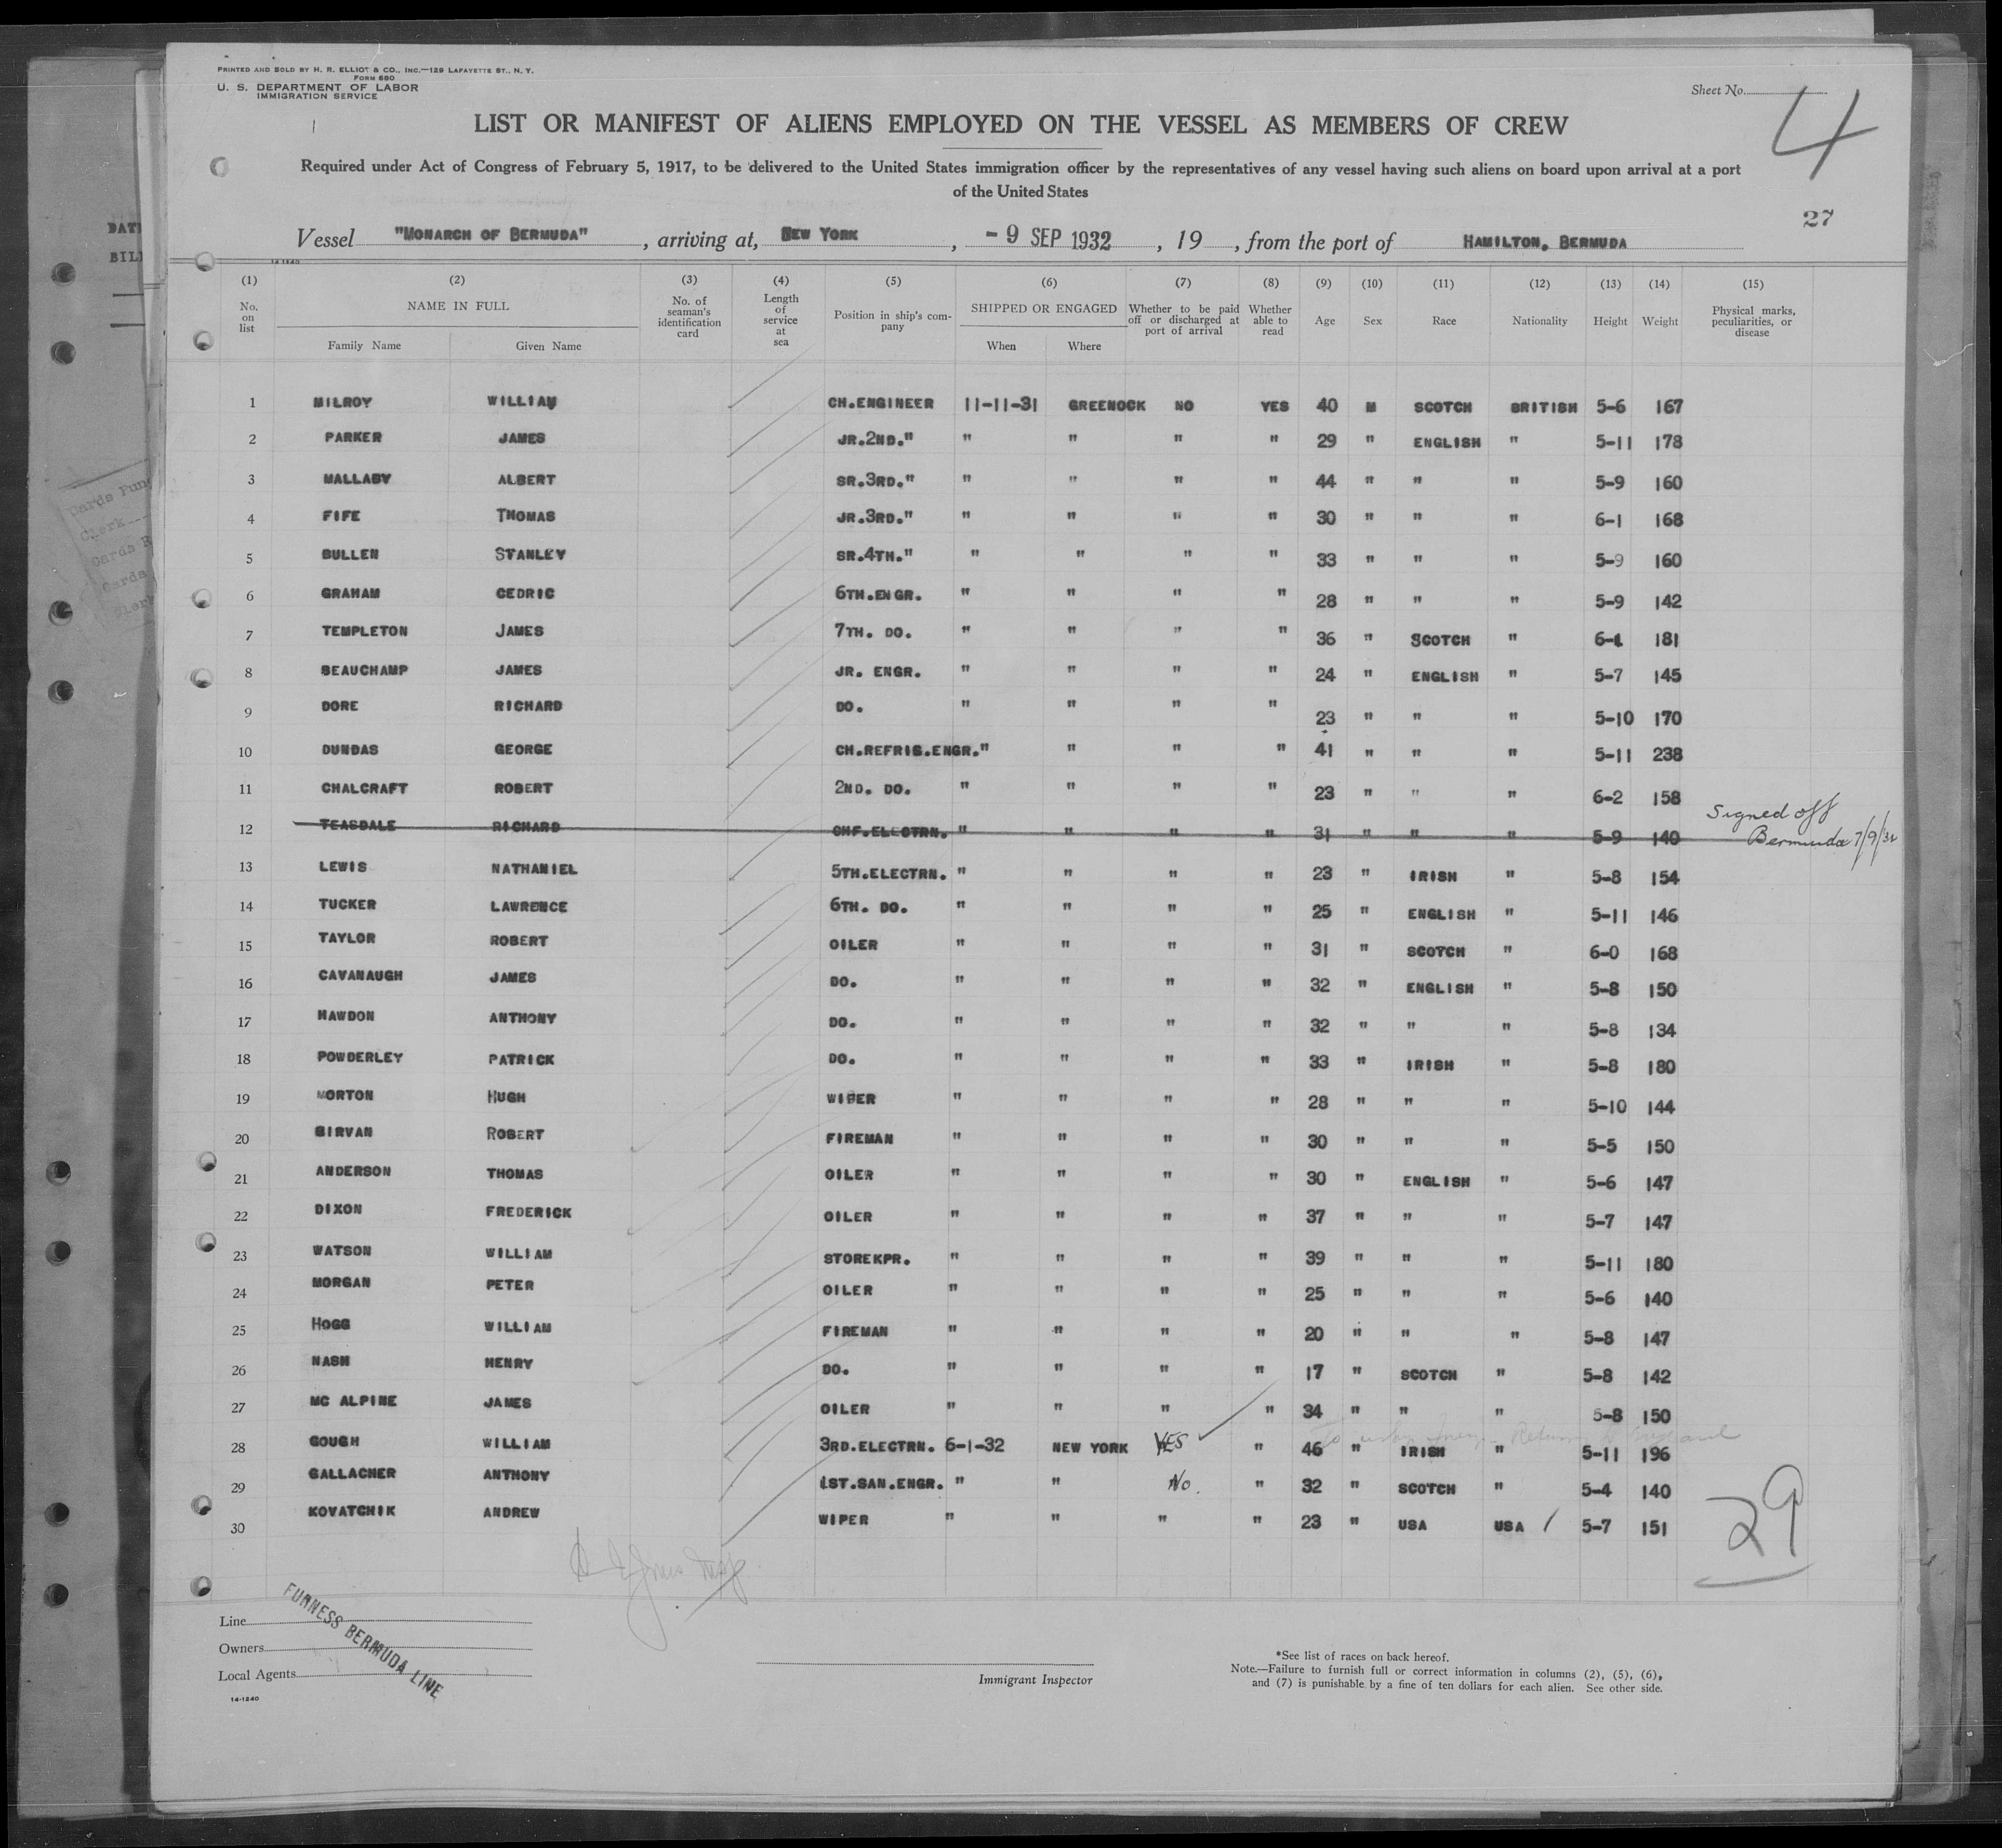 PRINTED AND SOLD BY H. R. ELLIOT & CO., INC.—129 LAFAYETTE ST., N. Y.
FORM 680
U. S. DEPARTMENT OF LABOR
IMMIGRATION SERVICE
Sheet No.
4
LIST OR MANIFEST OF ALIENS EMPLOYED ON THE VESSEL AS MEMBERS OF CREW
Required under Act of Congress of February 5, 1917, to be delivered to the United States immigration officer by the representatives of any vessel having such aliens on board upon arrival at a port
of the United States
27
DAT
BIL
Vessel "MONARCH OF BERMUDA", arriving at, NEW YORK, - 9 SEP 1932, 19, from the port of HAMILTON, BERMUDA
14-1240
(1) (2) (3) (4) (5) (6) (7) (8) (9) (10) (11) (12) (13) (14) (15)
No. on list NAME IN FULL No. of seaman's identification card Length of service at sea Position in ship's company SHIPPED OR ENGAGED Whether to be paid off or discharged at port of arrival Whether able to read Age Sex Race Nationality Height Weight Physical marks, peculiarities, or disease
Family Name Given Name When Where
1 MILROY WILLIAM CH.ENGINEER 11-11-31 GREENOCK NO YES 40 M SCOTCH BRITISH 5-6 167
2 PARKER JAMES JR.2ND." " " " " 29 " ENGLISH " 5-11 178
3 MALLABY ALBERT SR.3RD." " " " " 44 " " " 5-9 160
4 FIFE THOMAS JR.3RD." " " " " 30 " " " 6-1 168
5 BULLEN STANLEY SR.4TH." " " " " 33 " " " 5-9 160
6 GRAHAM CEDRIC 6TH.ENGR. " " " " 28 " " " 5-9 142
7 TEMPLETON JAMES 7TH. DO. " " " " 36 " SCOTCH " 6-1 181
8 BEAUCHAMP JAMES JR. ENGR. " " " " 24 " ENGLISH " 5-7 145
9 DORE RICHARD DO. " " " " 23 " " " 5-10 170
10 DUNDAS GEORGE CH.REFRIG.ENGR." " " " 41 " " " 5-11 238
11 CHALCRAFT ROBERT 2ND. DO. " " " " 23 " " " 6-2 158
12 TEASDALE RICHARD CHF.ELECTRN. " " " " 31 " " " 5-9 140 Signed off Bermuda 7/9/32
13 LEWIS NATHANIEL 5TH.ELECTRN. " " " " 23 " IRISH " 5-8 154
14 TUCKER LAWRENCE 6TH. DO. " " " " 25 " ENGLISH " 5-11 146
15 TAYLOR ROBERT OILER " " " " 31 " SCOTCH " 6-0 168
16 CAVANAUGH JAMES DO. " " " " 32 " ENGLISH " 5-8 150
17 HAWDON ANTHONY DO. " " " " 32 " " " 5-8 134
18 POWDERLEY PATRICK DO. " " " " 33 " IRISH " 5-8 180
19 MORTON HUGH WIPER " " " " 28 " " " 5-10 144
20 GIRVAN ROBERT FIREMAN " " " " 30 " " " 5-5 150
21 ANDERSON THOMAS OILER " " " " 30 " ENGLISH " 5-6 147
22 DIXON FREDERICK OILER " " " " 37 " " " 5-7 147
23 WATSON WILLIAM STOREKPR. " " " " 39 " " " 5-11 180
24 MORGAN PETER OILER " " " " 25 " " " 5-6 140
25 HOGG WILLIAM FIREMAN " " " " 20 " " " 5-8 147
26 NASH HENRY DO. " " " " 17 " SCOTCH " 5-8 142
27 MC ALPINE JAMES OILER " " " " 34 " " " 5-8 150
28 GOUGH WILLIAM 3RD.ELECTRN. 6-1-32 NEW YORK YES " 46 " IRISH " 5-11 196
29 GALLACHER ANTHONY 1ST.SAN.ENGR. " " No. " 32 " SCOTCH " 5-4 140
30 KOVATCHIK ANDREW WIPER " " " " 23 " USA USA 5-7 151
29
Line
Owners
Local Agents
FURNESS BERMUDA LINE
14-1240
Immigrant Inspector
*See list of races on back hereof.
Note.—Failure to furnish full or correct information in columns (2), (5), (6),
and (7) is punishable by a fine of ten dollars for each alien. See other side.